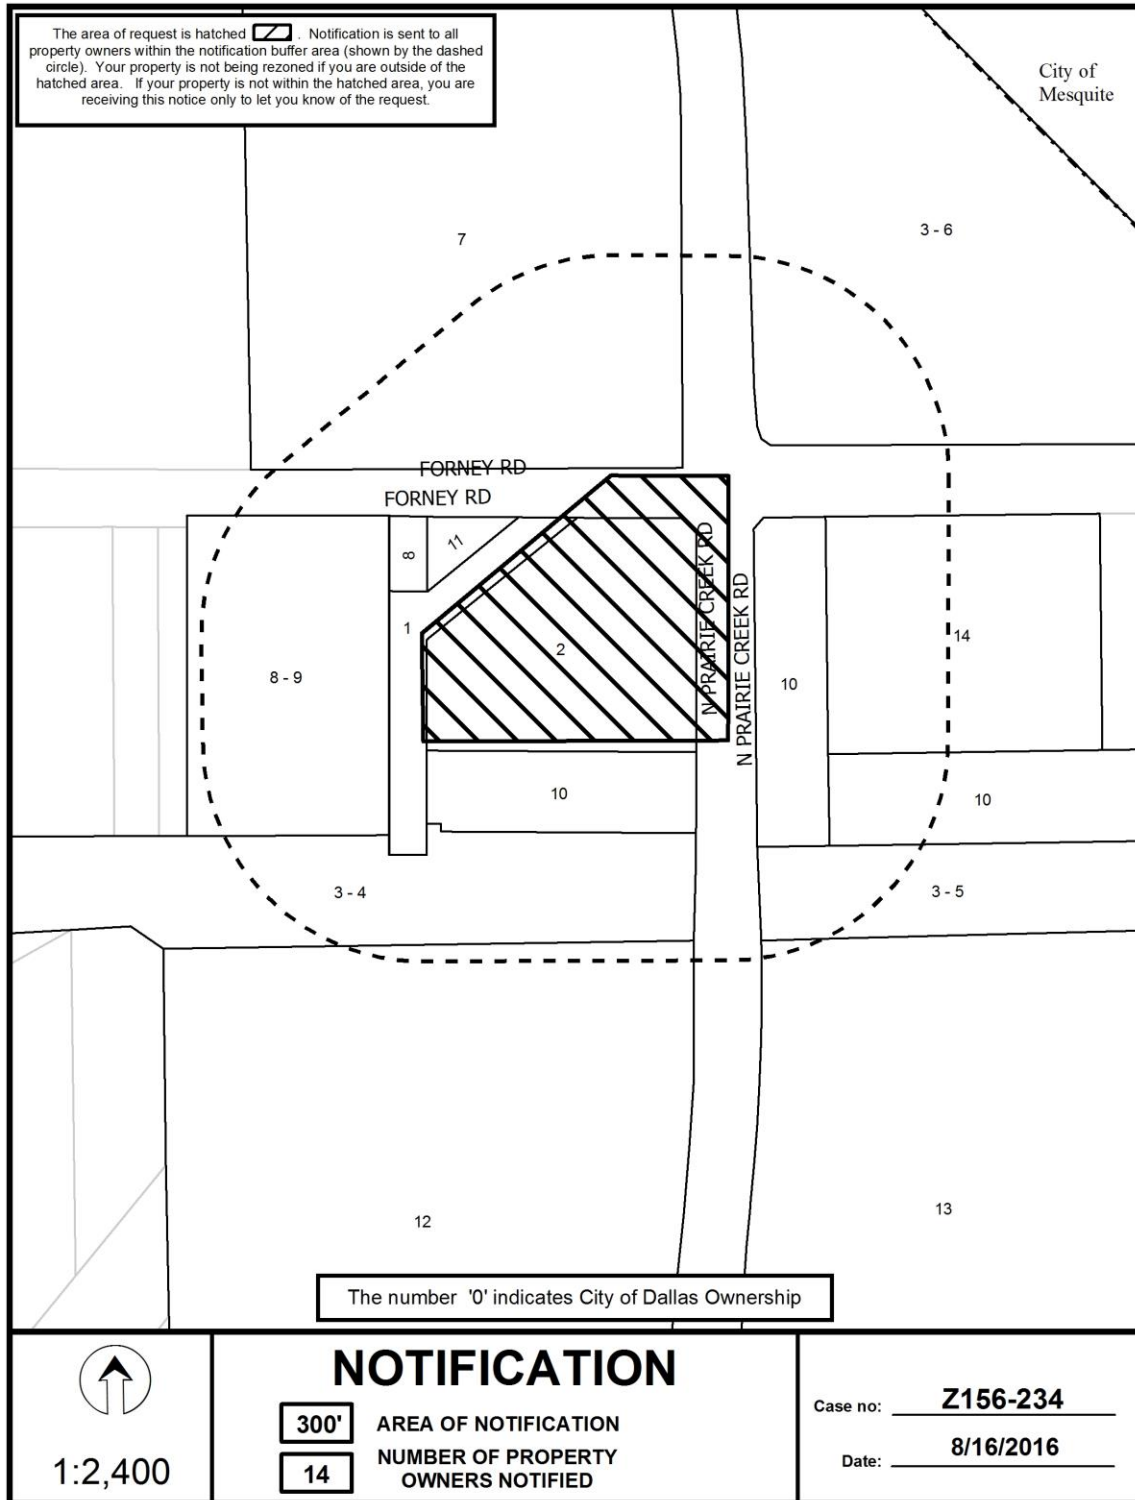 The area of request is hatched . Notification is sent to all
property owners within the notification buffer area (shown by the dashed
circle). Your property is not being rezoned if you are outside of the
hatched area. If your property is not within the hatched area, you are
receiving this notice only to let you know of the request.
City of
Mesquite
7
3 - 6
FORNEY RD
FORNEY RD
8
11
1
2
N PRAIRIE CREEK RD
N PRAIRIE CREEK RD
14
8 - 9
10
10
10
3 - 4
3 - 5
12
13
The number '0' indicates City of Dallas Ownership
1:2,400
NOTIFICATION
300' AREA OF NOTIFICATION
14 NUMBER OF PROPERTY
OWNERS NOTIFIED
Case no: Z156-234
Date: 8/16/2016